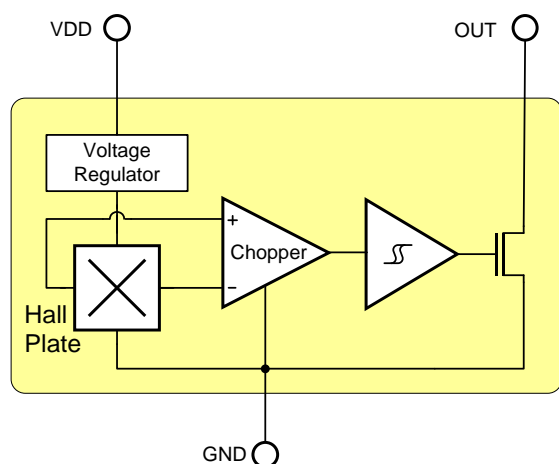 VDD
OUT
Voltage
Regulator
+
Chopper
−
Hall
Plate
GND